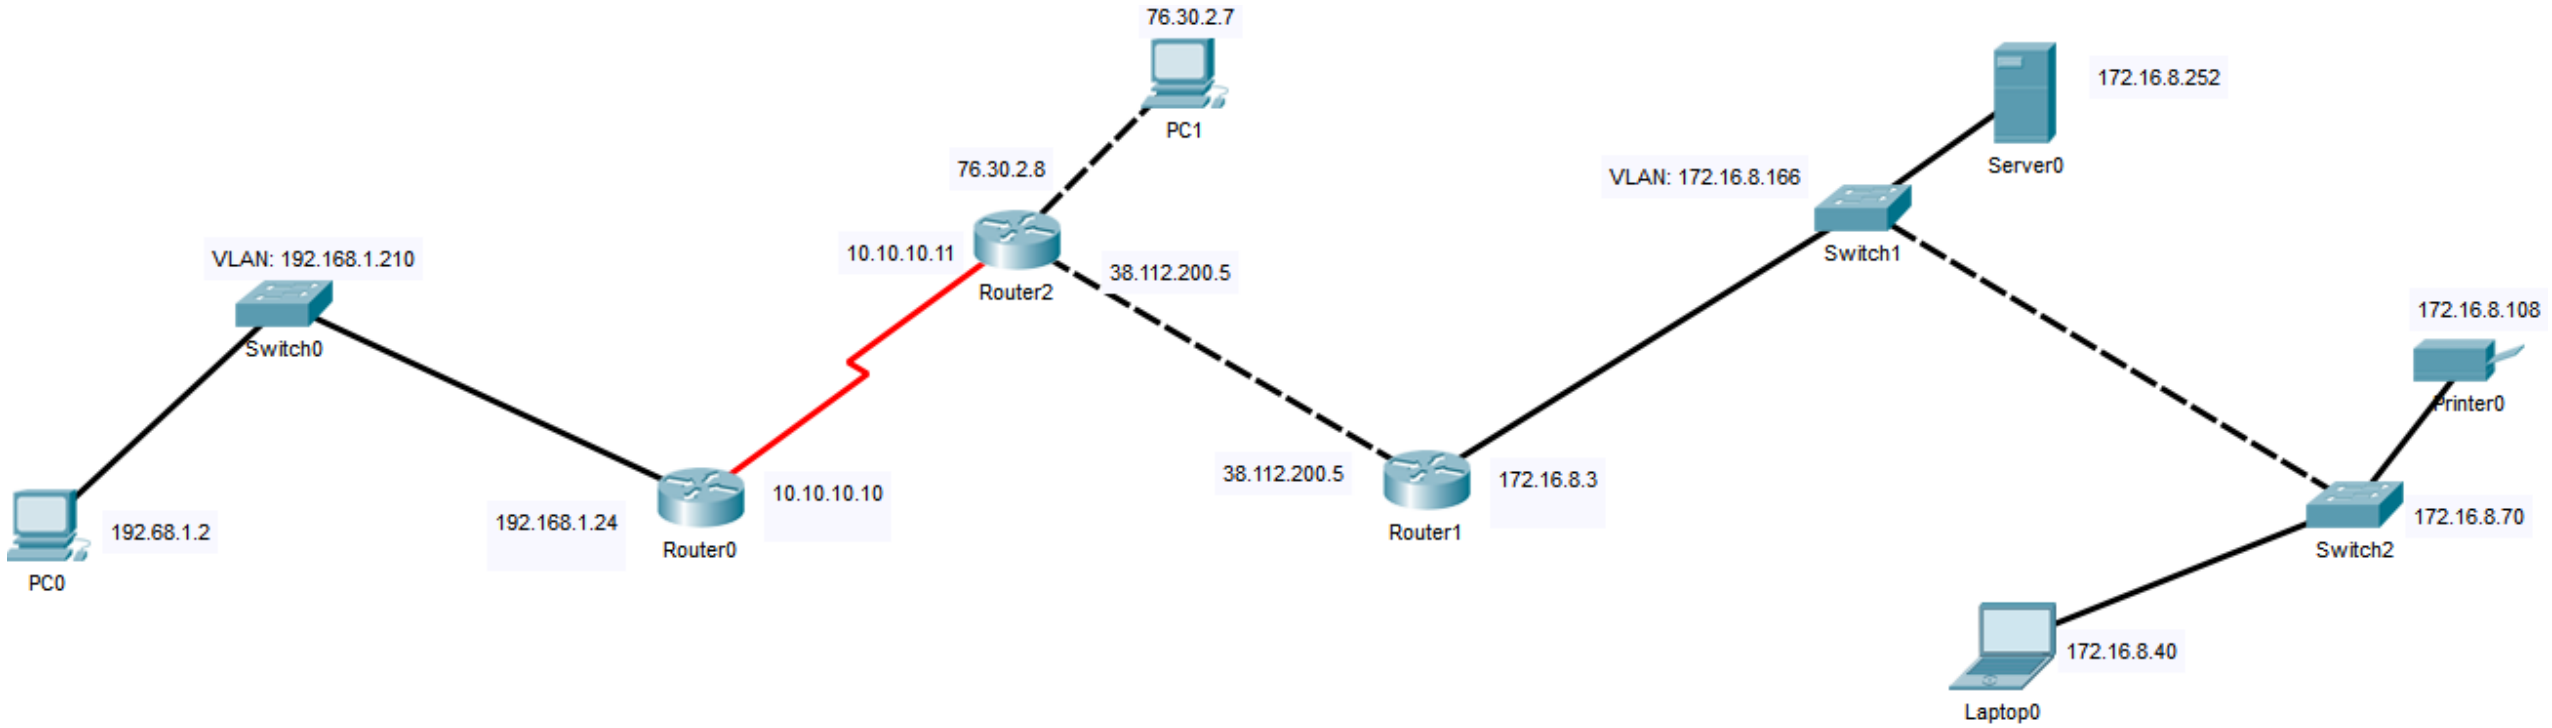 76.30.2.7
PC1
172.16.8.252
Server0
76.30.2.8
VLAN: 172.16.8.166
Switch1
VLAN: 192.168.1.210
Switch0
10.10.10.11
Router2
38.112.200.5
172.16.8.108
Printer0
38.112.200.5
172.16.8.3
Router1
10.10.10.10
192.168.1.24
Router0
192.68.1.2
PC0
172.16.8.70
Switch2
172.16.8.40
Laptop0